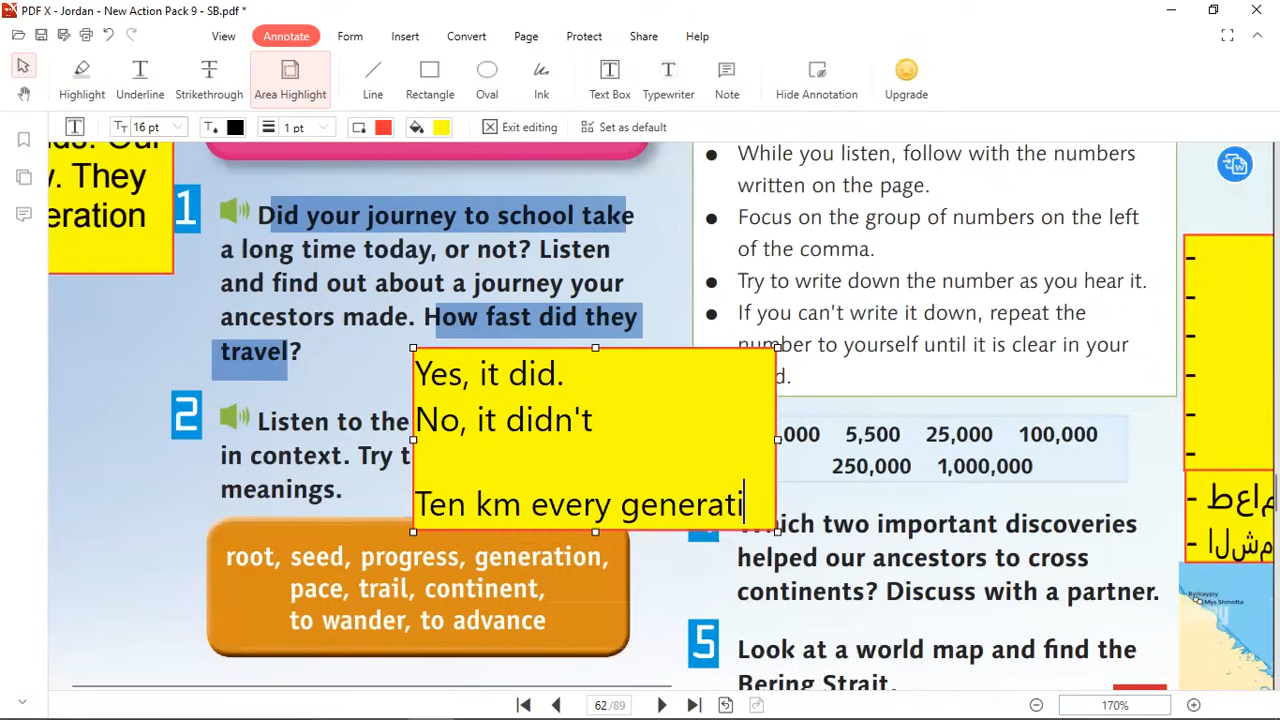 PDF X - Jordan - New Action Pack 9 - SB.pdf *
View Annotate Form Insert Convert Page Protect Share Help
Highlight Underline Strikethrough Area Highlight Line Rectangle Oval Ink Text Box Typewriter Note Hide Annotation Upgrade
16 pt 1 pt Exit editing Set as default
They
eration
1 Did your journey to school take
a long time today, or not? Listen
and find out about a journey your
ancestors made. How fast did they
travel?
2 Listen to the
in context. Try t
meanings.
root, seed, progress, generation,
pace, trail, continent,
to wander, to advance
Yes, it did.
No, it didn't
Ten km every generati
● While you listen, follow with the numbers
written on the page.
● Focus on the group of numbers on the left
of the comma.
● Try to write down the number as you hear it.
● If you can't write it down, repeat the
number to yourself until it is clear in your
d.
,000 5,500 25,000 100,000
250,000 1,000,000
Which two important discoveries
helped our ancestors to cross
continents? Discuss with a partner.
5 Look at a world map and find the
Bering Strait.
-
-
-
-
-
-
- طعام
- المش
Mys Shmidta
62/89 170%